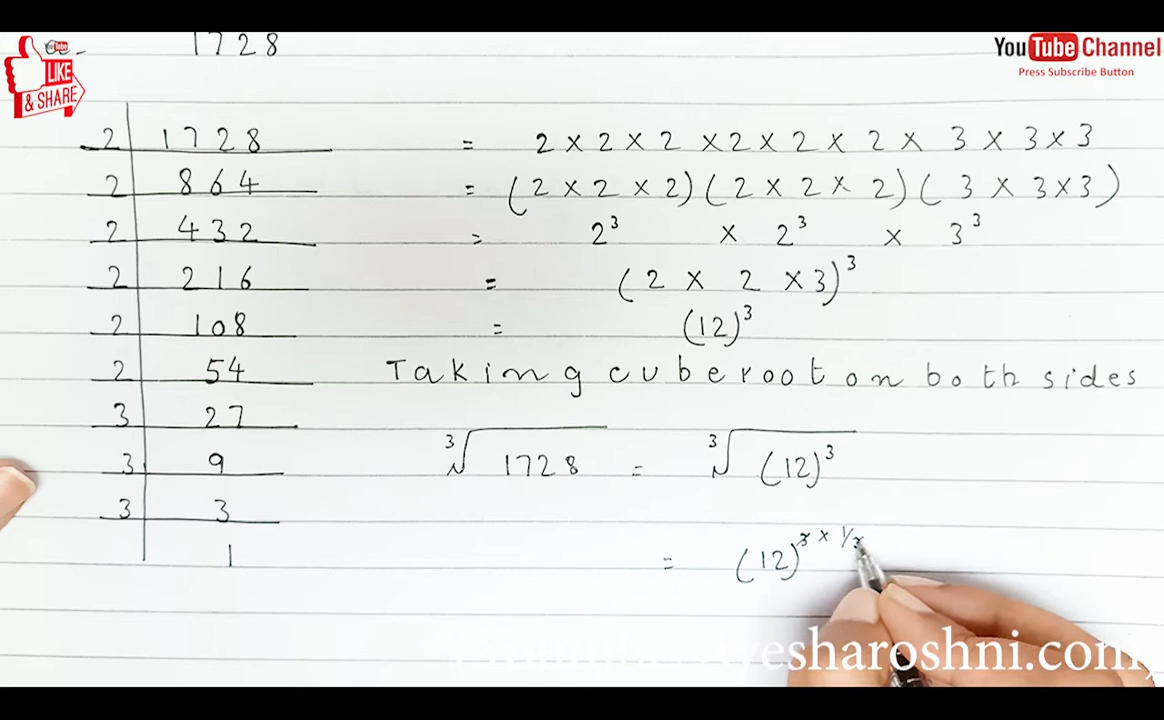 1728
YouTube Channel
Press Subscribe Button
LIKE
& SHARE
2 | 1728 = 2 × 2 × 2 × 2 × 2 × 2 × 3 × 3 × 3
2 | 864 = (2 × 2 × 2) (2 × 2 × 2) (3 × 3 × 3)
2 | 432 = 2³ × 2³ × 3³
2 | 216 = (2 × 2 × 3)³
2 | 108 = (12)³
2 | 54 Taking cuberoot on both sides
3 | 27
3 | 9 ∛1728 = ∛(12)³
3 | 3
1 = (12)^3 × 1/3